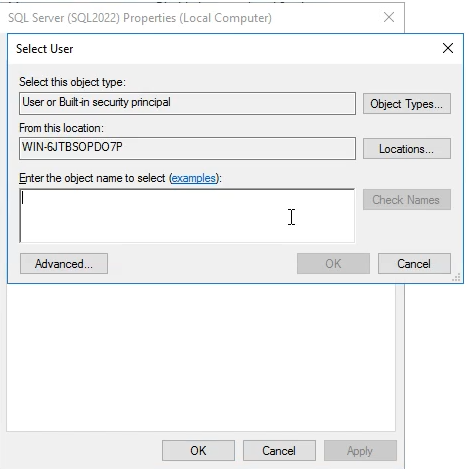 SQL Server (SQL2022) Properties (Local Computer)
Select User
Select this object type:
User or Built-in security principal
Object Types...
From this location:
WIN-6JTBSOPDO7P
Locations...
Enter the object name to select (examples):
Check Names
Advanced...
OK
Cancel
OK
Cancel
Apply